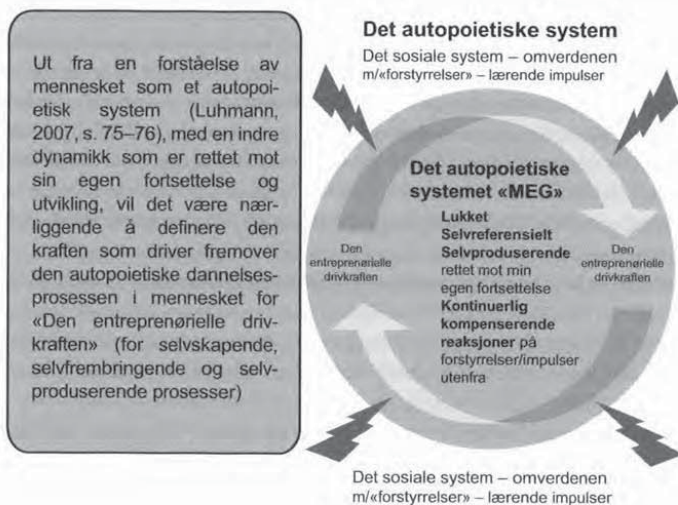 Ut fra en forståelse av
mennesket som et autopoi-
etisk system (Luhmann,
2007, s. 75–76), med en indre
dynamikk som er rettet mot
sin egen fortsettelse og
utvikling, vil det være nær-
liggende å definere den
kraften som driver fremover
den autopoietiske dannelses-
prosessen i mennesket for
«Den entreprenørielle driv-
kraften» (for selvskapende,
selvfrembringende og selv-
produserende prosesser)
Det autopoietiske system
Det sosiale system – omverdenen
m/«forstyrrelser» – lærende impulser
Det autopoietiske
systemet «MEG»
Lukket
Selvreferensielt
Selvproduserende
rettet mot min
egen fortsettelse
Kontinuerlig
kompenserende
reaksjoner på
forstyrrelser/impulser
utenfra
Den
entreprenørielle
drivkraften
Den
entreprenørielle
drivkraften
Det sosiale system – omverdenen
m/«forstyrrelser» – lærende impulser